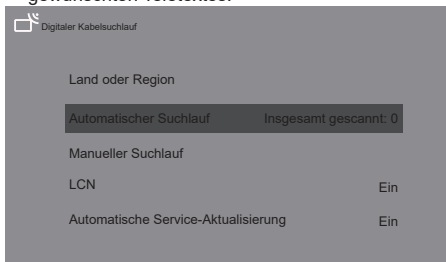 Digitaler Kabelsuchlauf
Land oder Region
Automatischer Suchlauf Insgesamt gescannt: 0
Manueller Suchlauf
LCN Ein
Automatische Service-Aktualisierung Ein